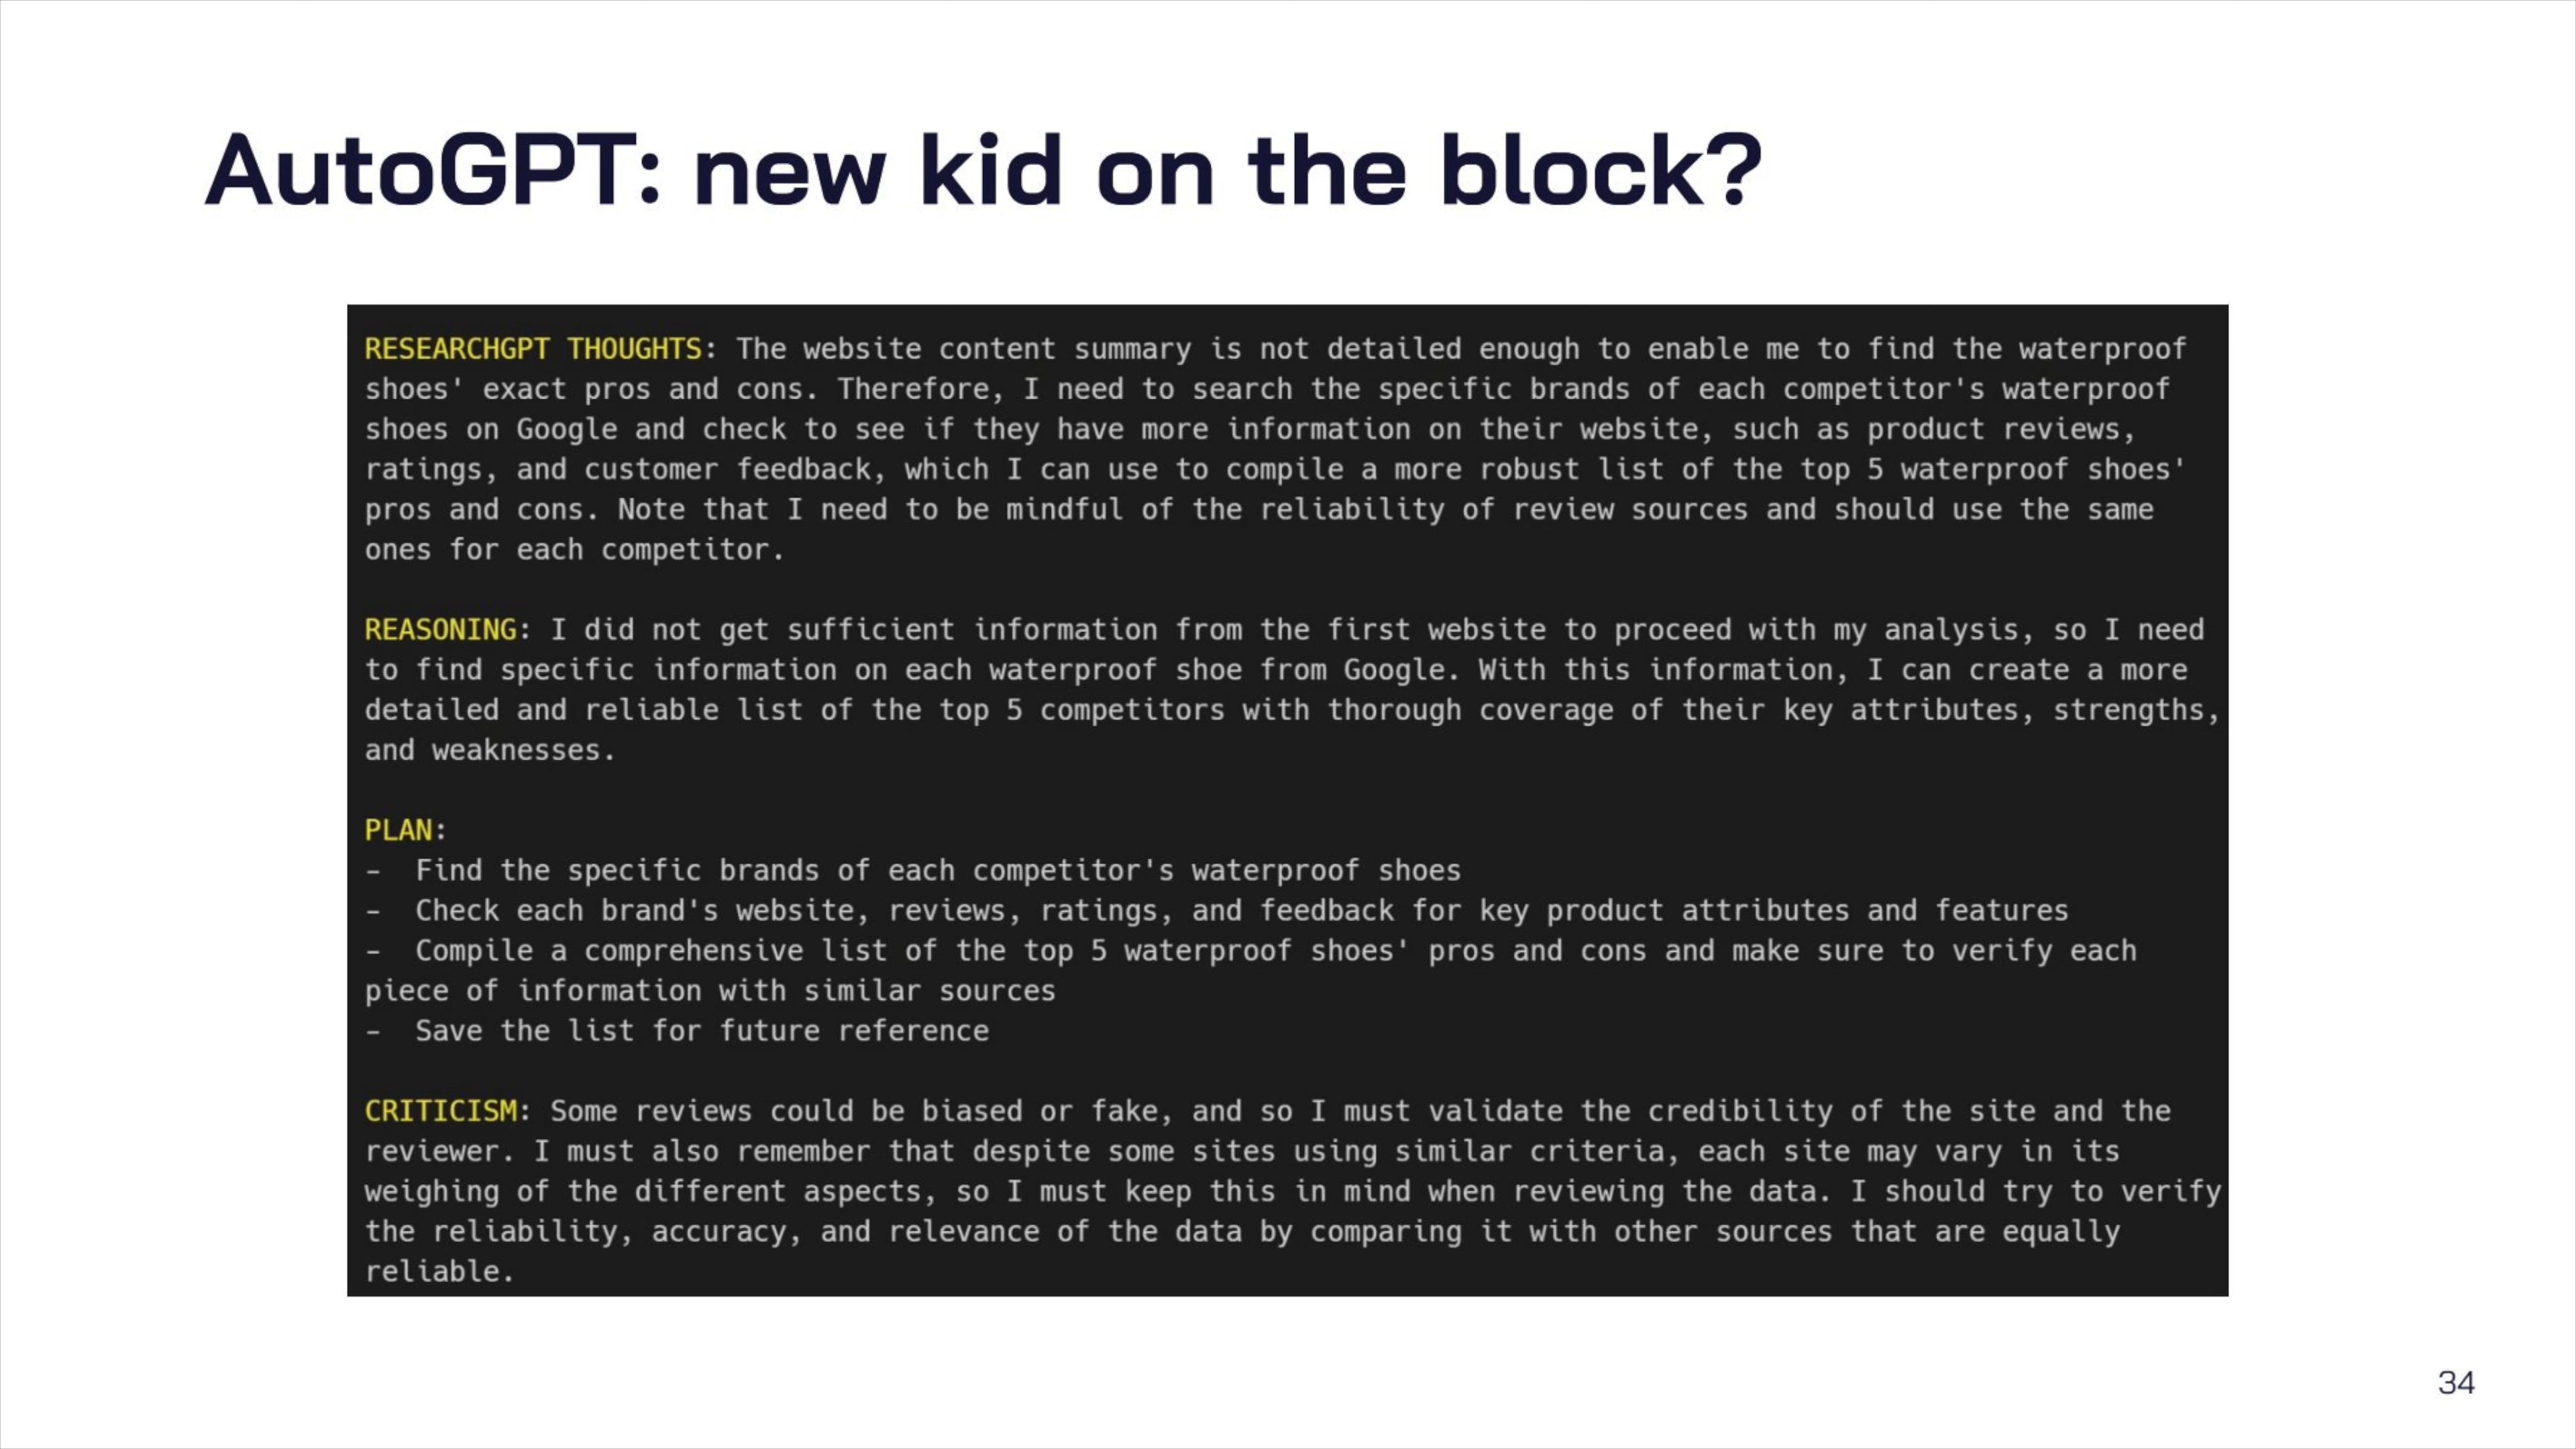 AutoGPT: new kid on the block?
RESEARCHGPT THOUGHTS: The website content summary is not detailed enough to enable me to find the waterproof
shoes' exact pros and cons. Therefore, I need to search the specific brands of each competitor's waterproof
shoes on Google and check to see if they have more information on their website, such as product reviews,
ratings, and customer feedback, which I can use to compile a more robust list of the top 5 waterproof shoes'
pros and cons. Note that I need to be mindful of the reliability of review sources and should use the same
ones for each competitor.
REASONING: I did not get sufficient information from the first website to proceed with my analysis, so I need
to find specific information on each waterproof shoe from Google. With this information, I can create a more
detailed and reliable list of the top 5 competitors with thorough coverage of their key attributes, strengths,
and weaknesses.
PLAN:
- Find the specific brands of each competitor's waterproof shoes
- Check each brand's website, reviews, ratings, and feedback for key product attributes and features
- Compile a comprehensive list of the top 5 waterproof shoes' pros and cons and make sure to verify each
piece of information with similar sources
- Save the list for future reference
CRITICISM: Some reviews could be biased or fake, and so I must validate the credibility of the site and the
reviewer. I must also remember that despite some sites using similar criteria, each site may vary in its
weighing of the different aspects, so I must keep this in mind when reviewing the data. I should try to verify
the reliability, accuracy, and relevance of the data by comparing it with other sources that are equally
reliable.
34